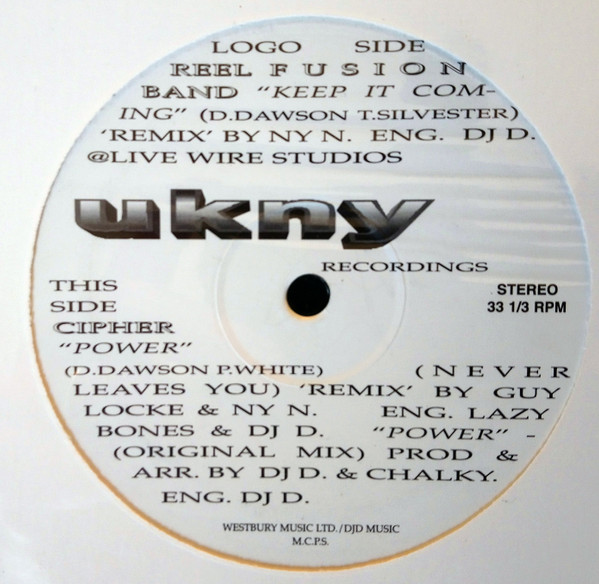 LOGO SIDE
REEL FUSION
BAND "KEEP IT COM-
ING" (D.DAWSON T.SILVESTER)
'REMIX' BY NY N. ENG. DJ D.
@LIVE WIRE STUDIOS
ukny
RECORDINGS
STEREO
33 1/3 RPM
THIS
SIDE
CIPHER
"POWER"
(D.DAWSON P.WHITE) (NEVER
LEAVES YOU) 'REMIX' BY GUY
LOCKE & NY N. ENG. LAZY
BONES & DJ D. "POWER" -
(ORIGINAL MIX) PROD &
ARR. BY DJ D. & CHALKY.
ENG. DJ D.
WESTBURY MUSIC LTD./DJD MUSIC
M.C.P.S.